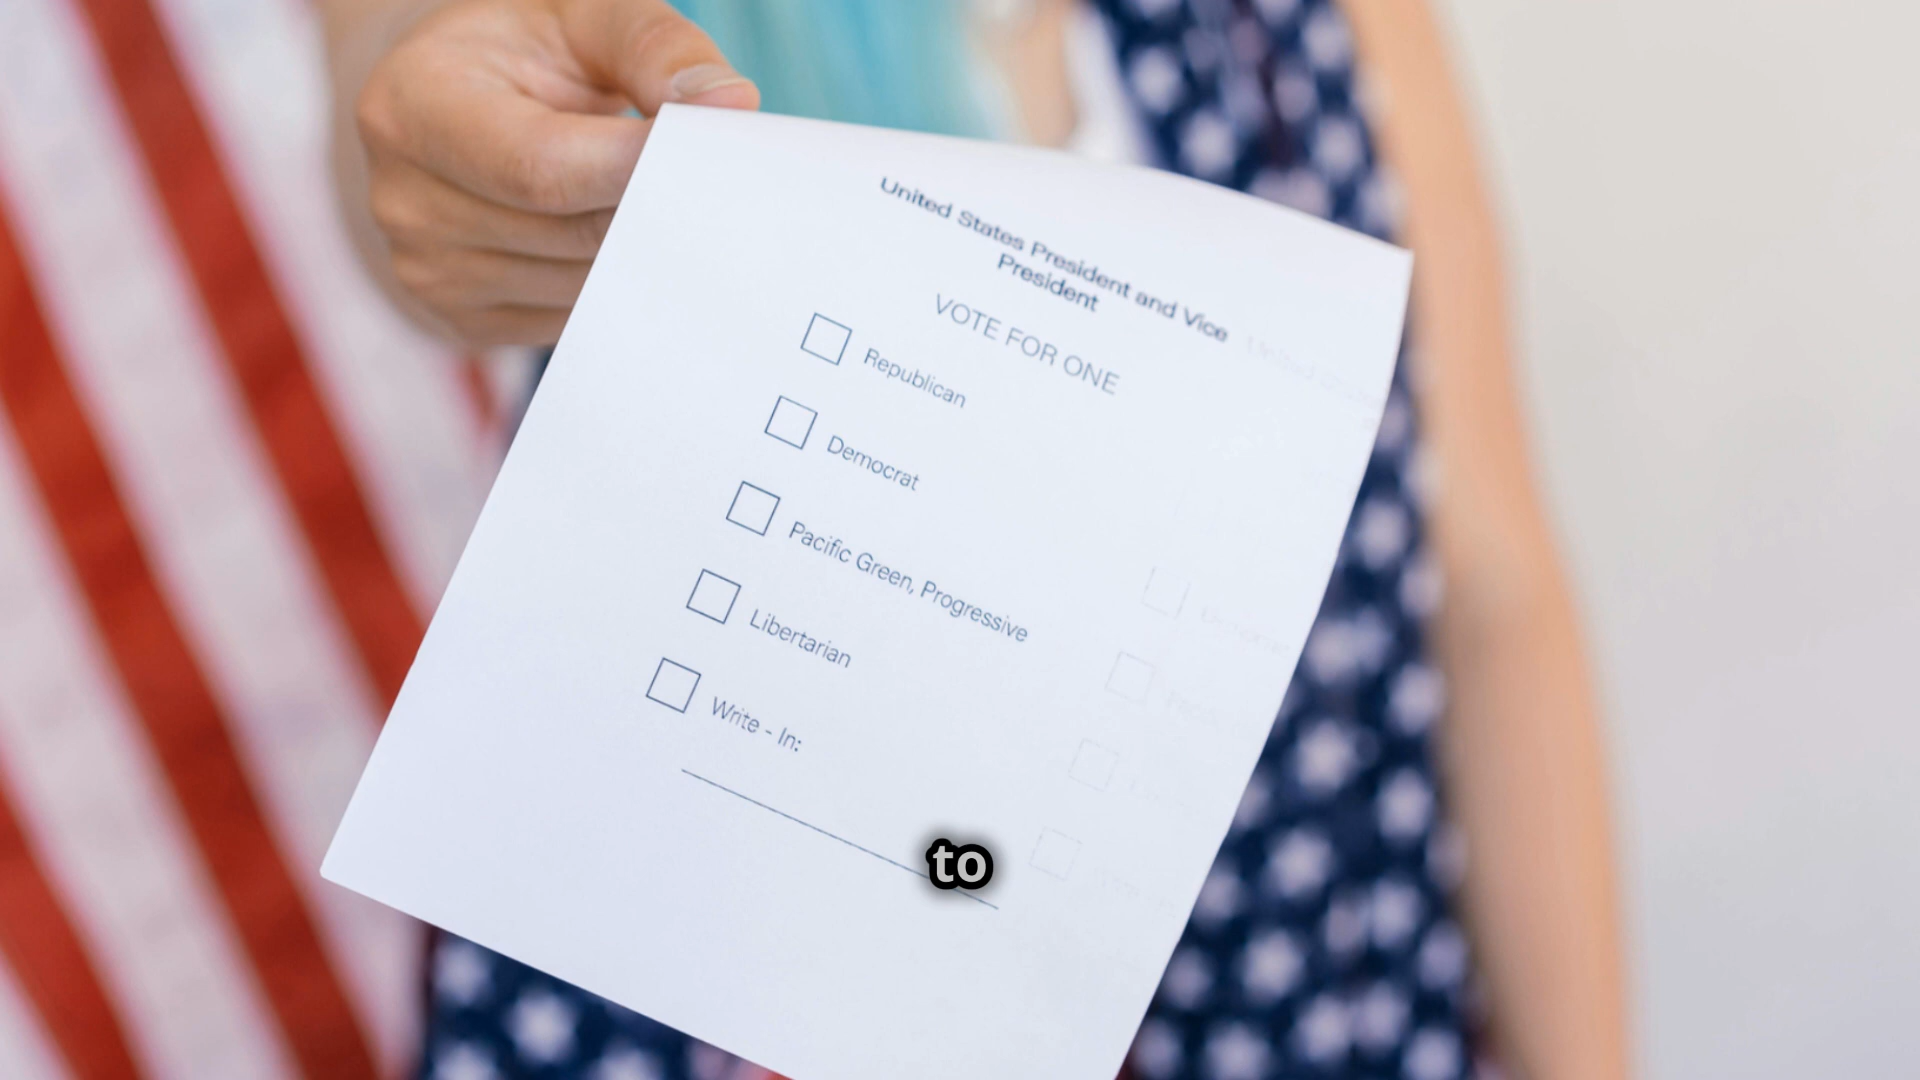 United States President and Vice
President
VOTE FOR ONE
Republican
Democrat
Pacific Green, Progressive
Libertarian
Write - In:
to